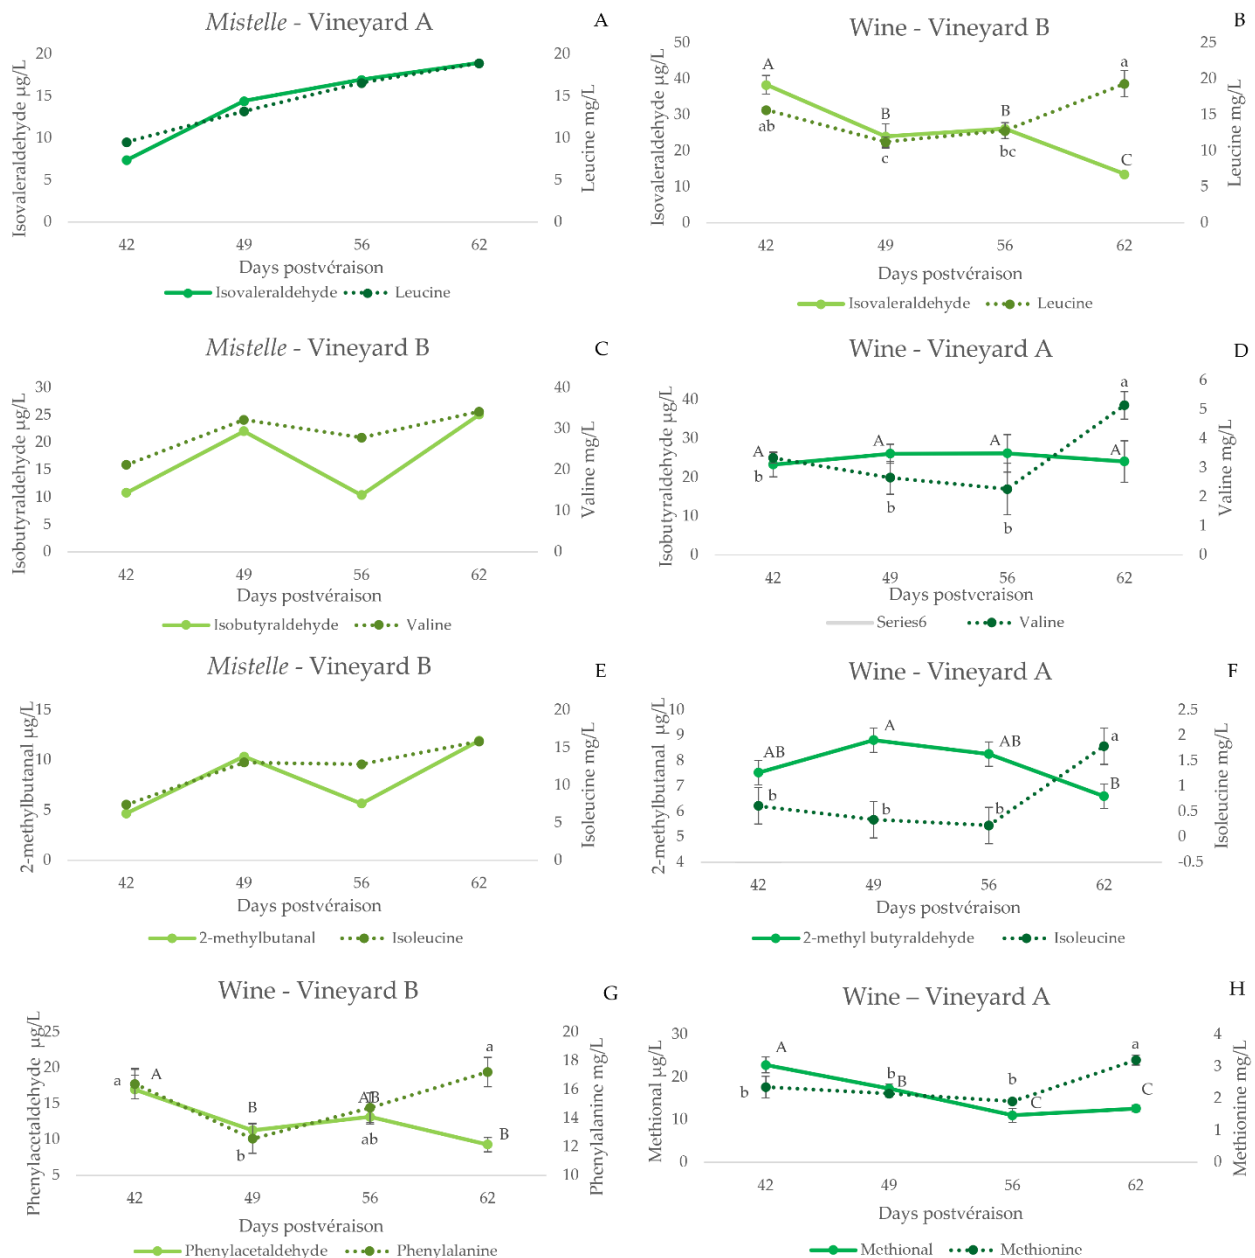 Mistelle - Vineyard A
A
20
15
10
5
0
Isovaleraldehyde µg/L
20
15
10
5
0
Leucine mg/L
42 49 56 62
Days postvéraison
Isovaleraldehyde Leucine
Wine - Vineyard B
B
50
40
30
20
10
0
Isovaleraldehyde µg/L
25
20
15
10
5
0
Leucine mg/L
A
B
B
C
ab
c
bc
a
42 49 56 62
Days postvéraison
Isovaleraldehyde Leucine
Mistelle - Vineyard B
C
30
25
20
15
10
5
0
Isobutyraldehyde µg/L
40
30
20
10
0
Valine mg/L
42 49 56 62
Days postvéraison
Isobutyraldehyde Valine
Wine - Vineyard A
D
40
30
20
10
0
Isobutyraldehyde µg/L
6
5
4
3
2
1
0
Valine mg/L
A
A
A
A
b
b
b
a
42 49 56 62
Days postvéraison
Series6 Valine
Mistelle - Vineyard B
E
15
10
5
0
2-methylbutanal µg/L
20
15
10
5
0
Isoleucine mg/L
42 49 56 62
Days postvéraison
2-methylbutanal Isoleucine
Wine - Vineyard A
F
10
9
8
7
6
5
4
2-methylbutanal µg/L
2.5
2
1.5
1
0.5
0
-0.5
Isoleucine mg/L
AB
A
AB
B
b
b
b
a
42 49 56 62
Days postvéraison
2-methyl butyraldehyde Isoleucine
Wine - Vineyard B
G
25
20
15
10
5
Phenylacetaldehyde µg/L
20
18
16
14
12
10
Phenylalanine mg/L
a
A
B
b
AB
ab
a
B
42 49 56 62
Days postvéraison
Phenylacetaldehyde Phenylalanine
Wine – Vineyard A
H
30
20
10
0
Methional µg/L
4
3
2
1
0
Methionine mg/L
A
b
b
B
b
C
a
C
42 49 56 62
Days postvéraison
Methional Methionine